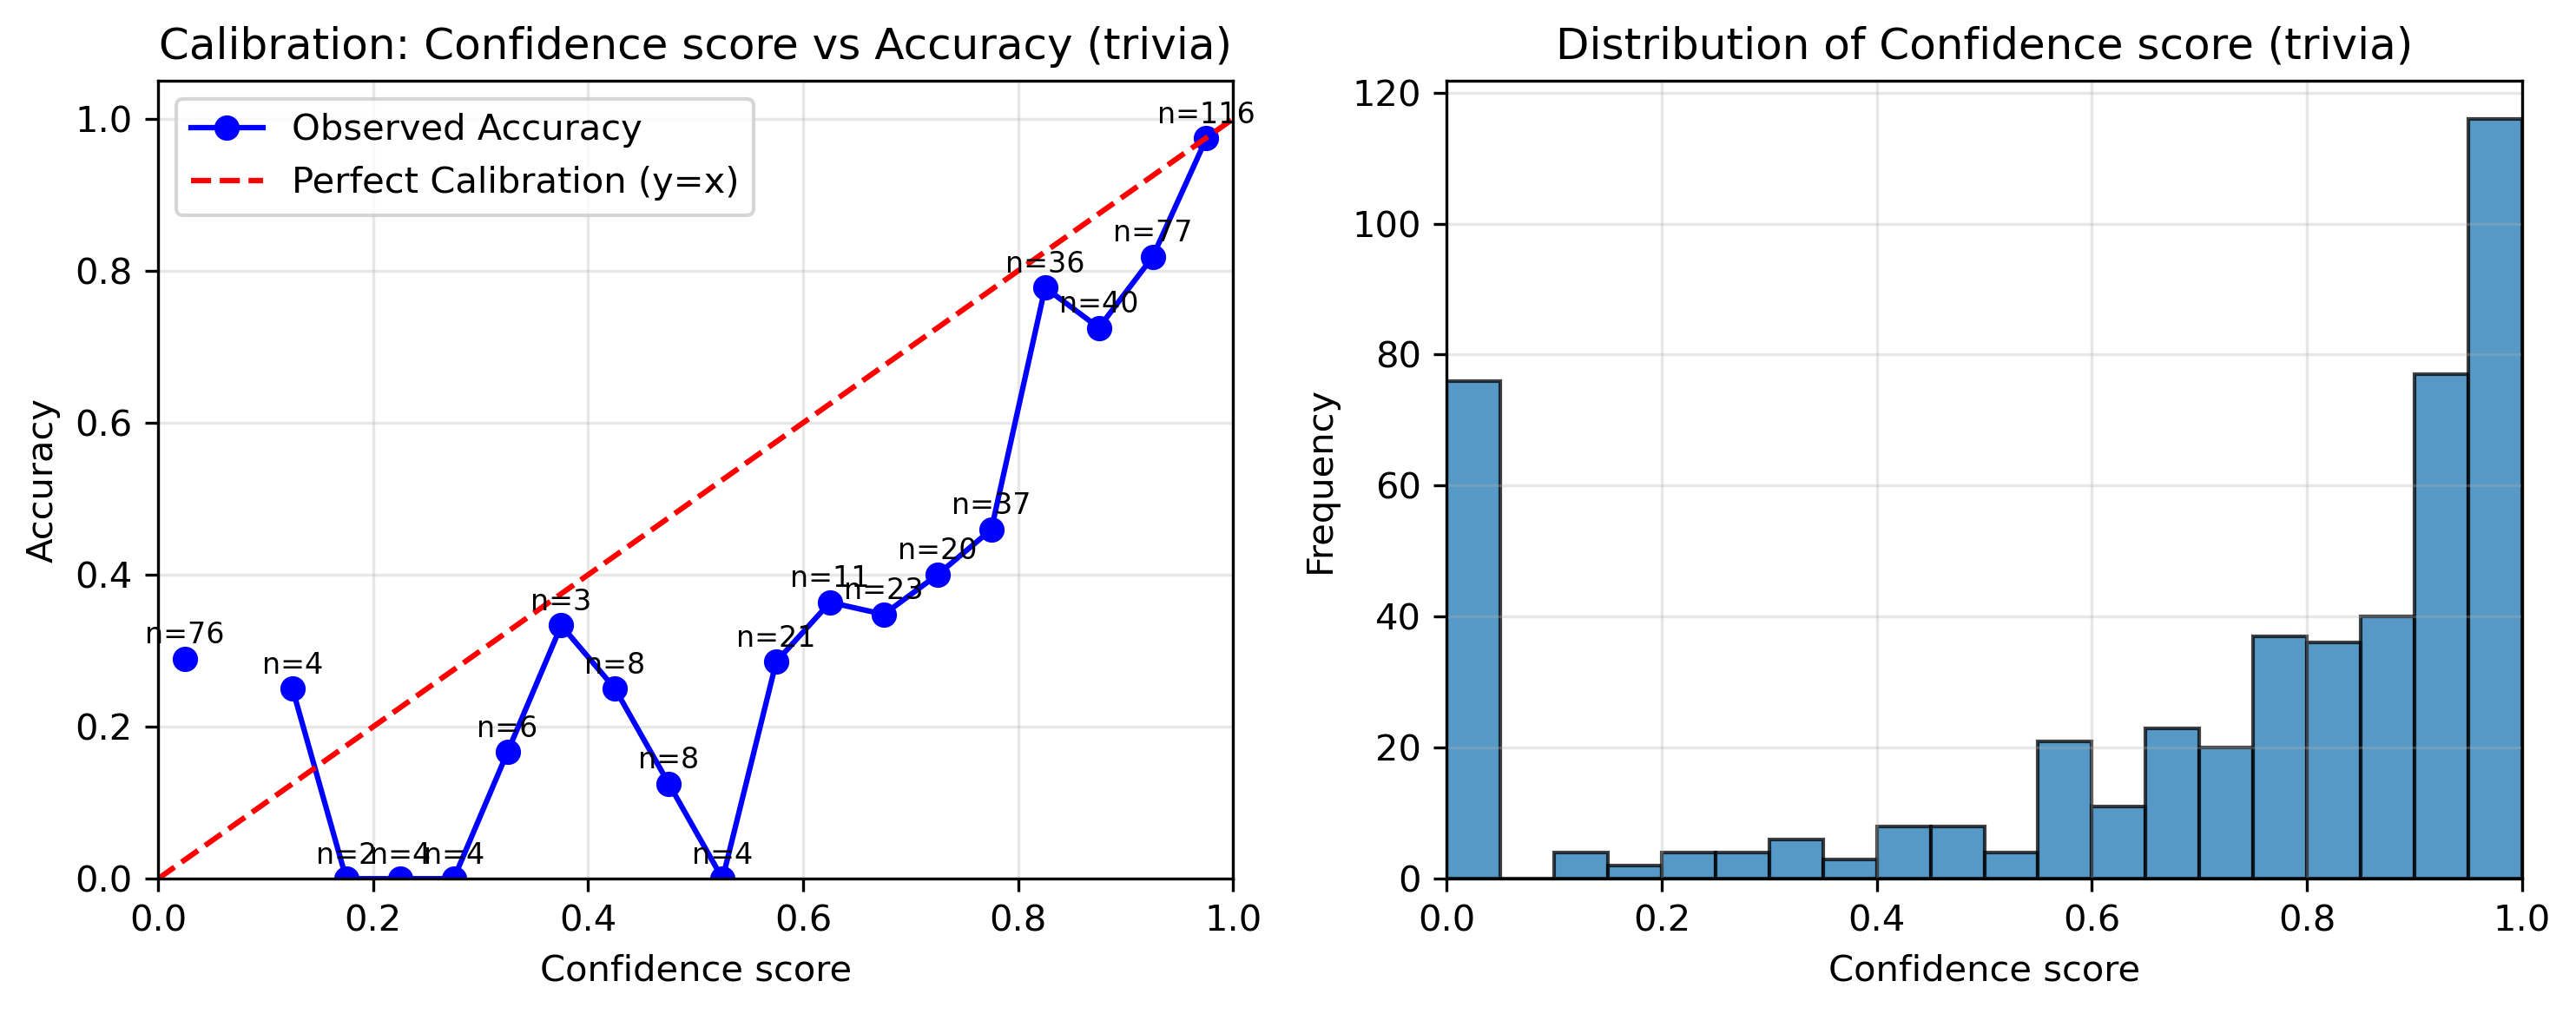 Calibration: Confidence score vs Accuracy (trivia)
Observed Accuracy
Perfect Calibration (y=x)
Accuracy
1.0
0.8
0.6
0.4
0.2
0.0
n=76
n=4
n=2
n=4
n=4
n=6
n=3
n=8
n=8
n=4
n=21
n=11
n=23
n=20
n=37
n=36
n=40
n=77
n=116
0.0 0.2 0.4 0.6 0.8 1.0
Confidence score
Distribution of Confidence score (trivia)
Frequency
120
100
80
60
40
20
0
0.0 0.2 0.4 0.6 0.8 1.0
Confidence score